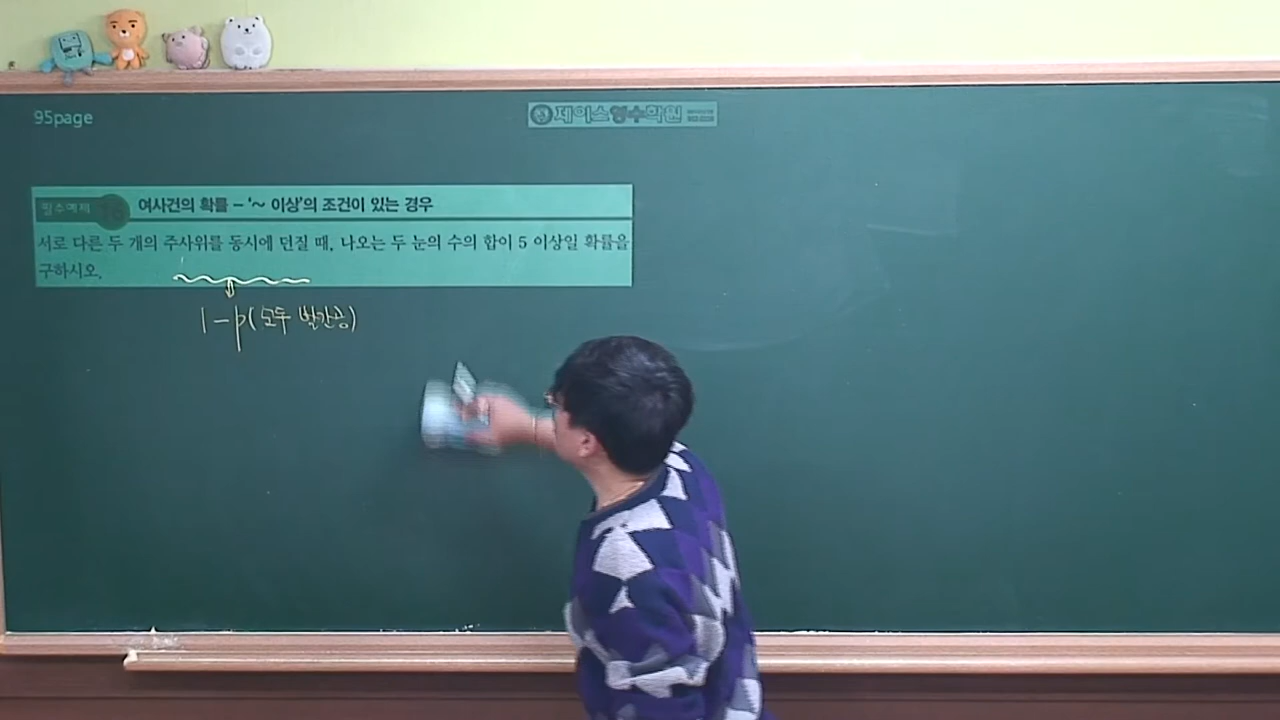 95page
제이스영수학원
필수예제
여사건의 확률 – '~ 이상'의 조건이 있는 경우
서로 다른 두 개의 주사위를 동시에 던질 때, 나오는 두 눈의 수의 합이 5 이상일 확률을
구하시오.
1-p(모두 빨간공)